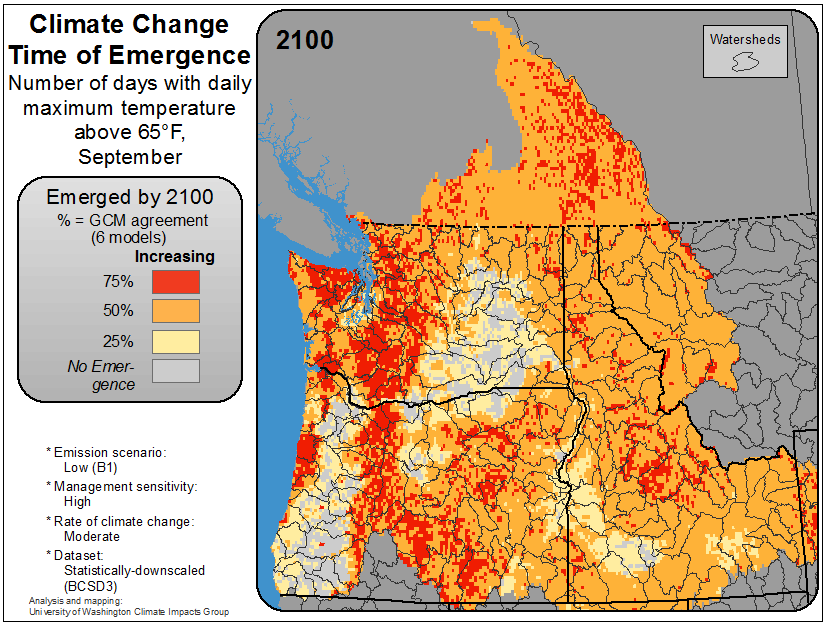 Climate Change
Time of Emergence
Number of days with daily
maximum temperature
above 65°F,
September
Emerged by 2100
% = GCM agreement
(6 models)
Increasing
75%
50%
25%
No Emer-
gence
* Emission scenario:
Low (B1)
* Management sensitivity:
High
* Rate of climate change:
Moderate
* Dataset:
Statistically-downscaled
(BCSD3)
Analysis and mapping:
University of Washington Climate Impacts Group
2100
Watersheds